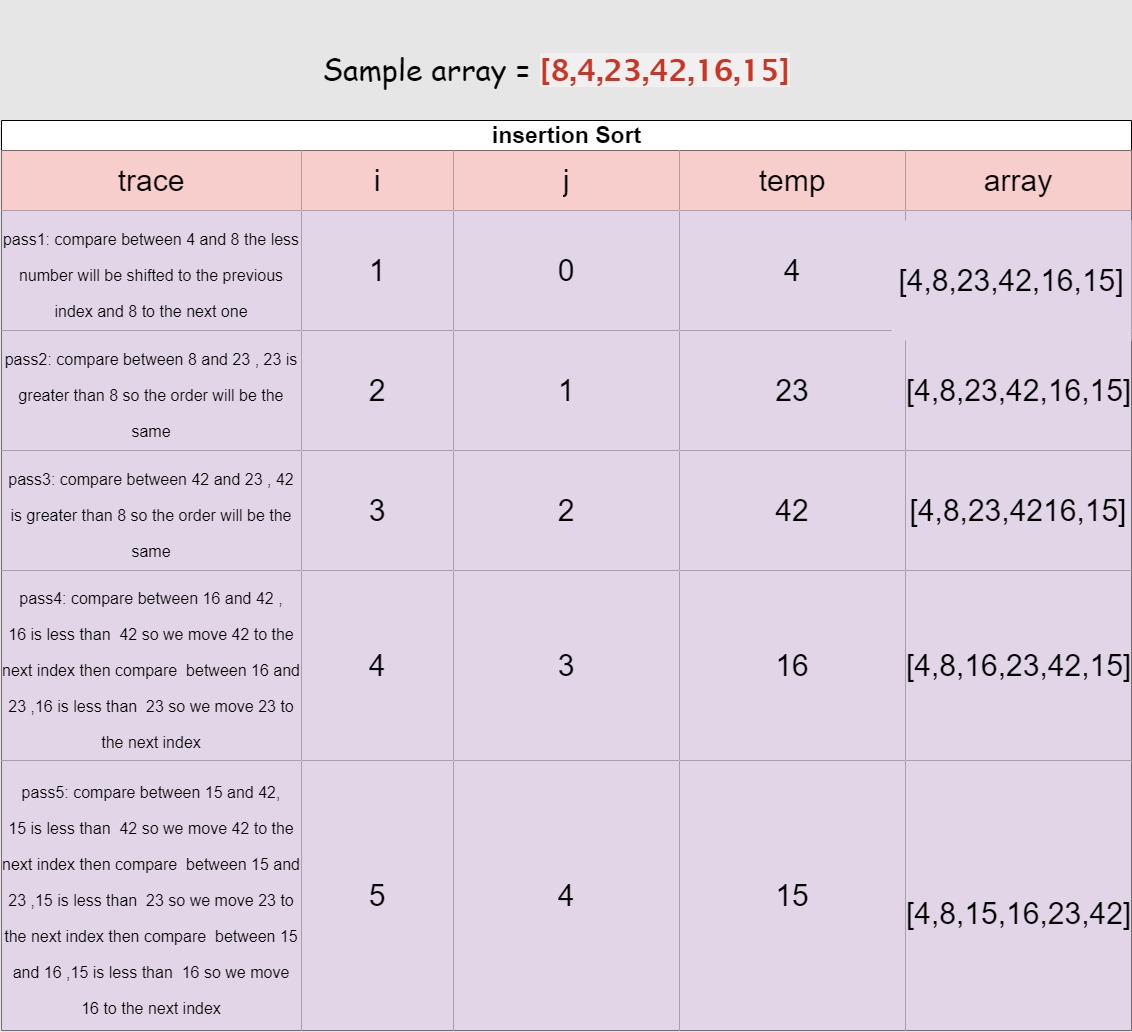 Sample array = [8,4,23,42,16,15]
insertion Sort
trace i j temp array
pass1: compare between 4 and 8 the less
number will be shifted to the previous
index and 8 to the next one
1 0 4 [4,8,23,42,16,15]
pass2: compare between 8 and 23 , 23 is
greater than 8 so the order will be the
same
2 1 23 [4,8,23,42,16,15]
pass3: compare between 42 and 23 , 42
is greater than 8 so the order will be the
same
3 2 42 [4,8,23,4216,15]
pass4: compare between 16 and 42 ,
16 is less than 42 so we move 42 to the
next index then compare between 16 and
23 ,16 is less than 23 so we move 23 to
the next index
4 3 16 [4,8,16,23,42,15]
pass5: compare between 15 and 42,
15 is less than 42 so we move 42 to the
next index then compare between 15 and
23 ,15 is less than 23 so we move 23 to
the next index then compare between 15
and 16 ,15 is less than 16 so we move
16 to the next index
5 4 15 [4,8,15,16,23,42]